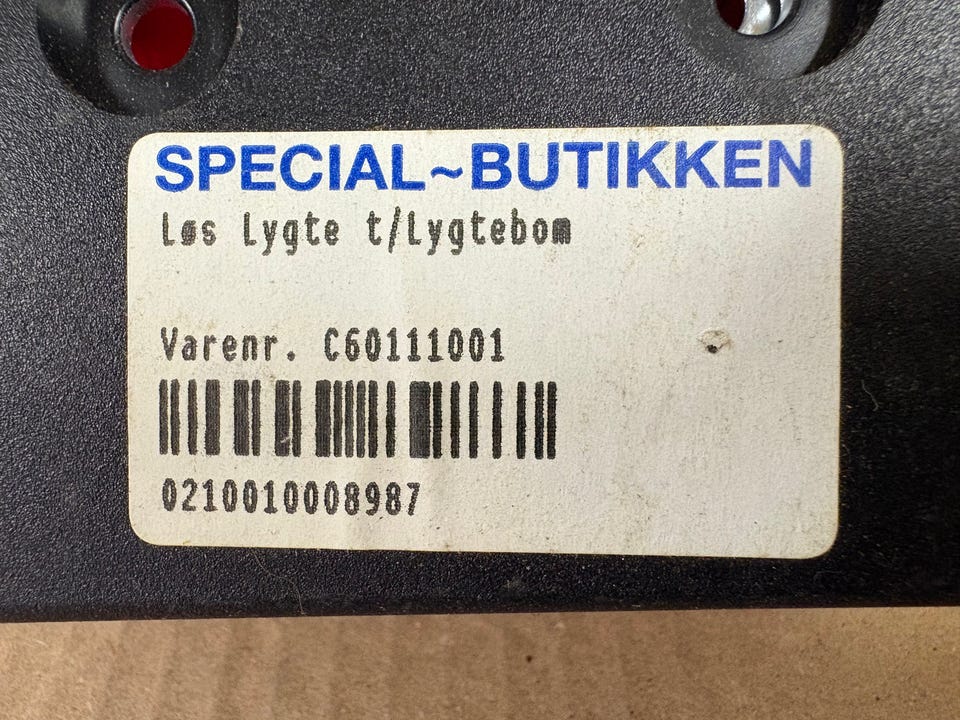 SPECIAL~BUTIKKEN
Løs Lygte t/Lygtebom
Varenr. C60111001
0210010008987